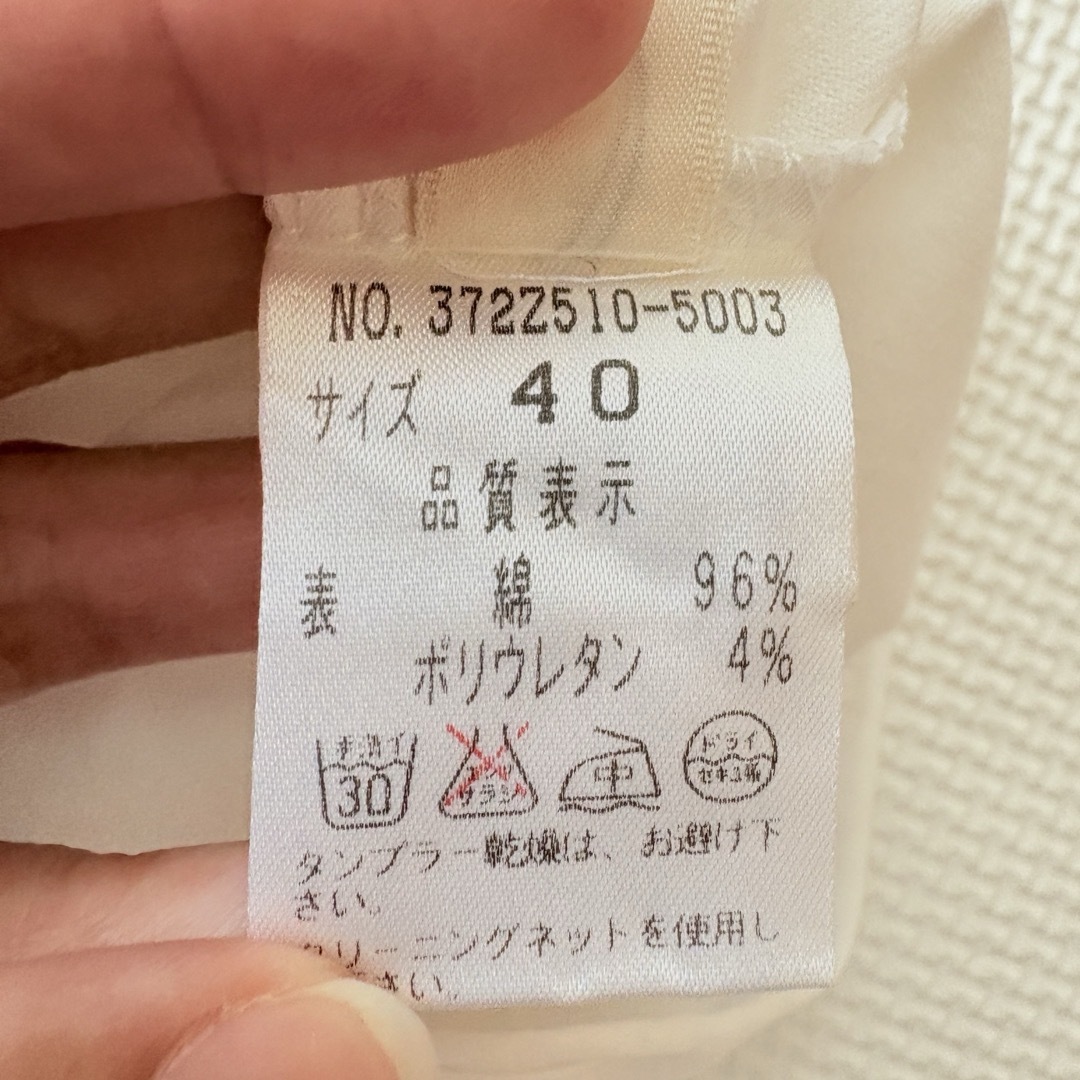 NO. 372Z510-5003
サイズ 40
品質表示
表 綿 96%
ポリウレタン 4%
手洗イ 30 エンソサラシ 中 ドライ セキユ系
タンブラー乾燥は、お避け下
さい。
クリーニングネットを使用し
さい。